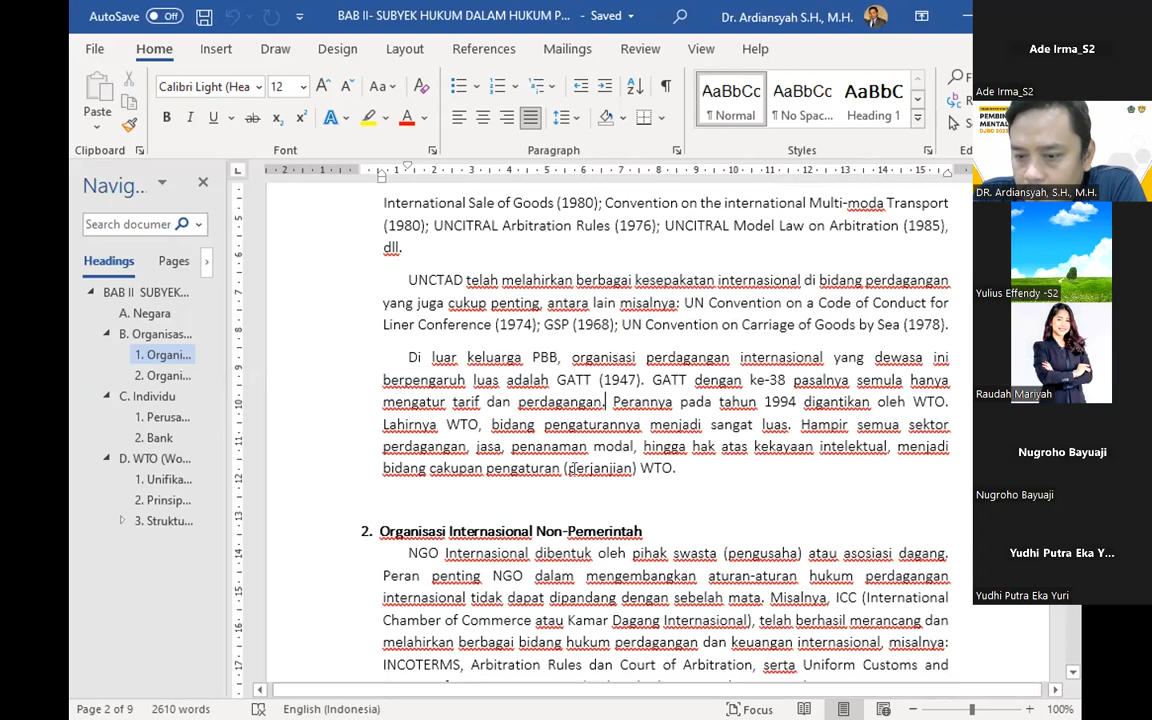 AutoSave Off
BAB II- SUBYEK HUKUM DALAM HUKUM P... - Saved
Dr. Ardiansyah S.H., M.H.
File Home Insert Draw Design Layout References Mailings Review View Help
Paste
Calibri Light (Hea 12
Clipboard
Font
Paragraph
AaBbCc AaBbCc AaBbC
¶ Normal ¶ No Spac... Heading 1
Styles
Navig...
Search documer
Headings Pages
BAB II SUBYEK...
A. Negara
B. Organisas...
1. Organi...
2. Organi...
C. Individu
1. Perusa...
2. Bank
D. WTO (Wo...
1. Unifika...
2. Prinsip...
3. Struktu...
International Sale of Goods (1980); Convention on the international Multi-moda Transport
(1980); UNCITRAL Arbitration Rules (1976); UNCITRAL Model Law on Arbitration (1985),
dll.
UNCTAD telah melahirkan berbagai kesepakatan internasional di bidang perdagangan
yang juga cukup penting, antara lain misalnya: UN Convention on a Code of Conduct for
Liner Conference (1974); GSP (1968); UN Convention on Carriage of Goods by Sea (1978).
Di luar keluarga PBB, organisasi perdagangan internasional yang dewasa ini
berpengaruh luas adalah GATT (1947). GATT dengan ke-38 pasalnya semula hanya
mengatur tarif dan perdagangan. Perannya pada tahun 1994 digantikan oleh WTO.
Lahirnya WTO, bidang pengaturannya menjadi sangat luas. Hampir semua sektor
perdagangan, jasa, penanaman modal, hingga hak atas kekayaan intelektual, menjadi
bidang cakupan pengaturan (perjanjian) WTO.
2. Organisasi Internasional Non-Pemerintah
NGO Internasional dibentuk oleh pihak swasta (pengusaha) atau asosiasi dagang.
Peran penting NGO dalam mengembangkan aturan-aturan hukum perdagangan
internasional tidak dapat dipandang dengan sebelah mata. Misalnya, ICC (International
Chamber of Commerce atau Kamar Dagang Internasional), telah berhasil merancang dan
melahirkan berbagai bidang hukum perdagangan dan keuangan internasional, misalnya:
INCOTERMS, Arbitration Rules dan Court of Arbitration, serta Uniform Customs and
Page 2 of 9 2610 words English (Indonesia) Focus 100%
Ade Irma_S2
Ade Irma_S2
DR. Ardiansyah, S.H., M.H.
Yulius Effendy -S2
Raudah Mariyah
Nugroho Bayuaji
Nugroho Bayuaji
Yudhi Putra Eka Y...
Yudhi Putra Eka Yuri